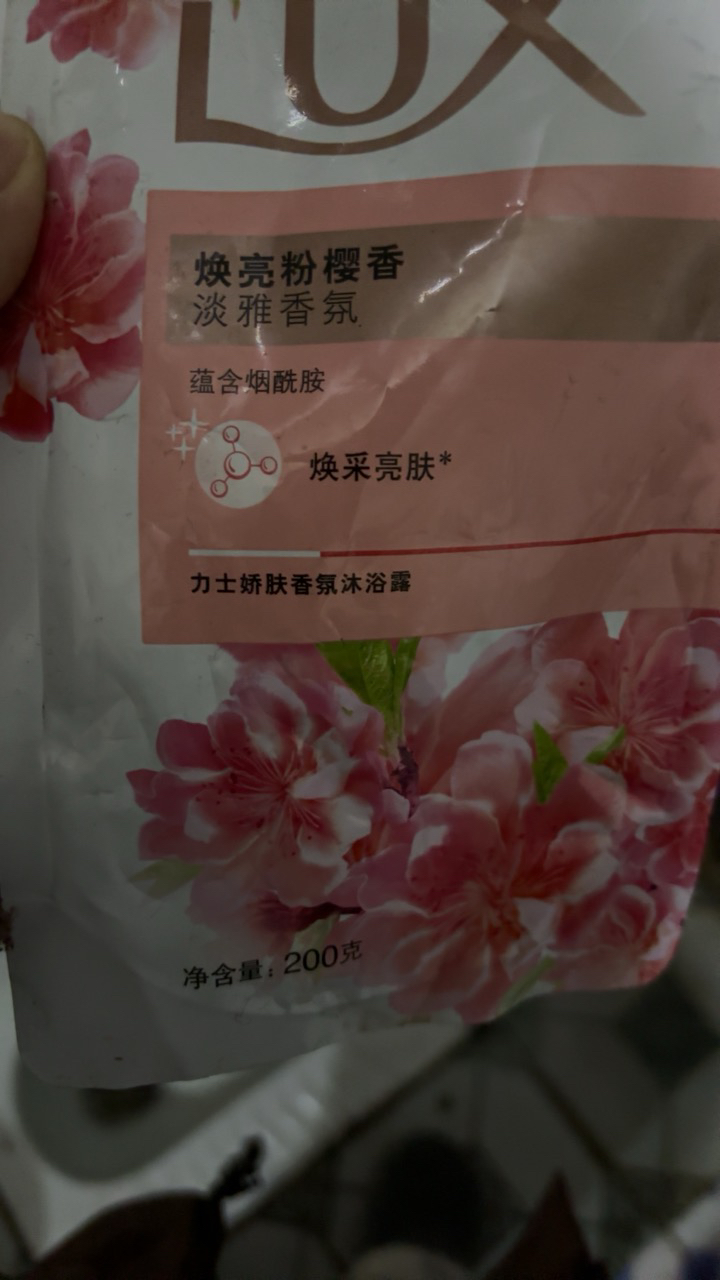 LUX
焕亮粉樱香
淡雅香氛
蕴含烟酰胺
焕采亮肤*
力士娇肤香氛沐浴露
净含量：200克